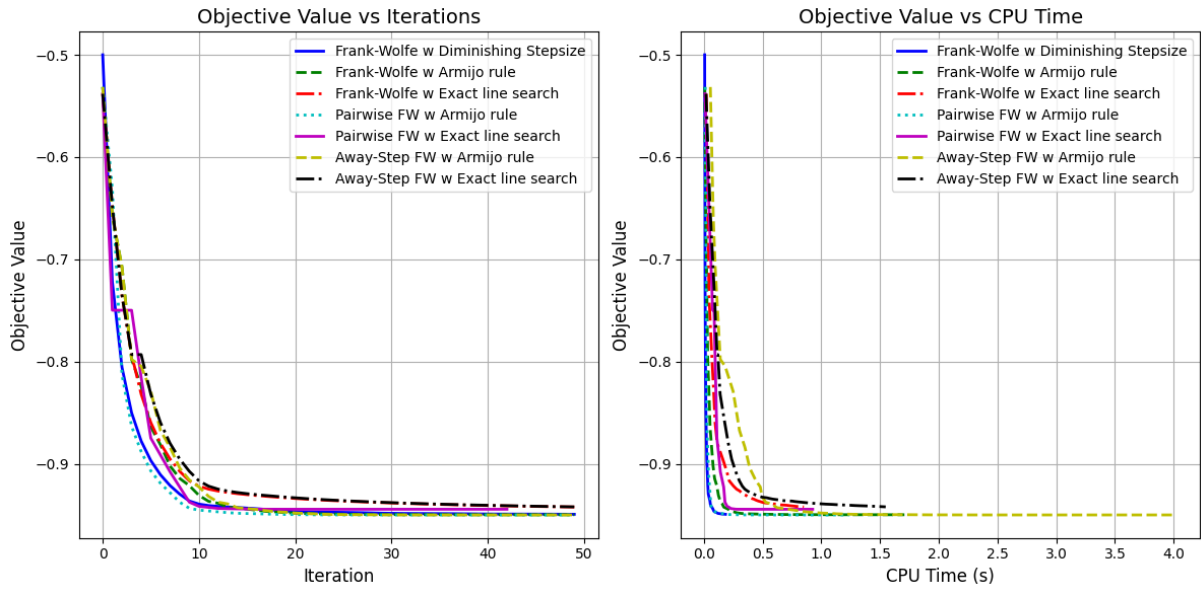 Objective Value vs Iterations
Objective Value
−0.5
−0.6
−0.7
−0.8
−0.9
Frank-Wolfe w Diminishing Stepsize
Frank-Wolfe w Armijo rule
Frank-Wolfe w Exact line search
Pairwise FW w Armijo rule
Pairwise FW w Exact line search
Away-Step FW w Armijo rule
Away-Step FW w Exact line search
0 10 20 30 40 50
Iteration
Objective Value vs CPU Time
Objective Value
−0.5
−0.6
−0.7
−0.8
−0.9
Frank-Wolfe w Diminishing Stepsize
Frank-Wolfe w Armijo rule
Frank-Wolfe w Exact line search
Pairwise FW w Armijo rule
Pairwise FW w Exact line search
Away-Step FW w Armijo rule
Away-Step FW w Exact line search
0.0 0.5 1.0 1.5 2.0 2.5 3.0 3.5 4.0
CPU Time (s)